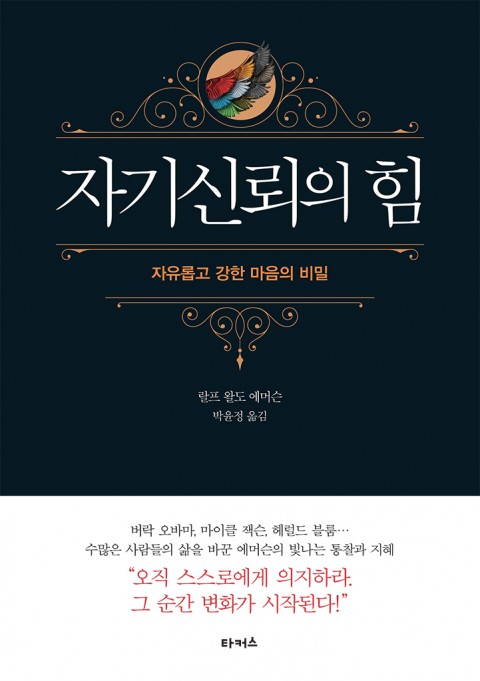 자기신뢰의 힘
자유롭고 강한 마음의 비밀
랄프 왈도 에머슨
박윤정 옮김
버락 오바마, 마이클 잭슨, 헤럴드 블룸…
수많은 사람들의 삶을 바꾼 에머슨의 빛나는 통찰과 지혜
“오직 스스로에게 의지하라.
그 순간 변화가 시작된다!”
타커스